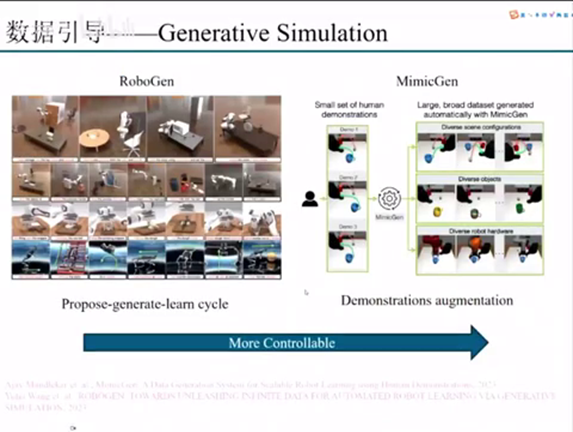 数据引导——Generative Simulation
RoboGen
MimicGen
Small set of human
demonstrations
Large, broad dataset generated
automatically with MimicGen
Demo 1
Demo 2
Demo 3
MimicGen
Diverse scene configurations
Diverse objects
Diverse robot hardware
Propose-generate-learn cycle
Demonstrations augmentation
More Controllable
Ajay Mandlekar et. al., MimicGen: A Data Generation System for Scalable Robot Learning using Human Demonstrations, 2023
et. al., ROBOGEN: TOWARDS UNLEASHING INFINITE DATA FOR AUTOMATED ROBOT LEARNING VIA GENERATIVE
SIMULATION, 2023